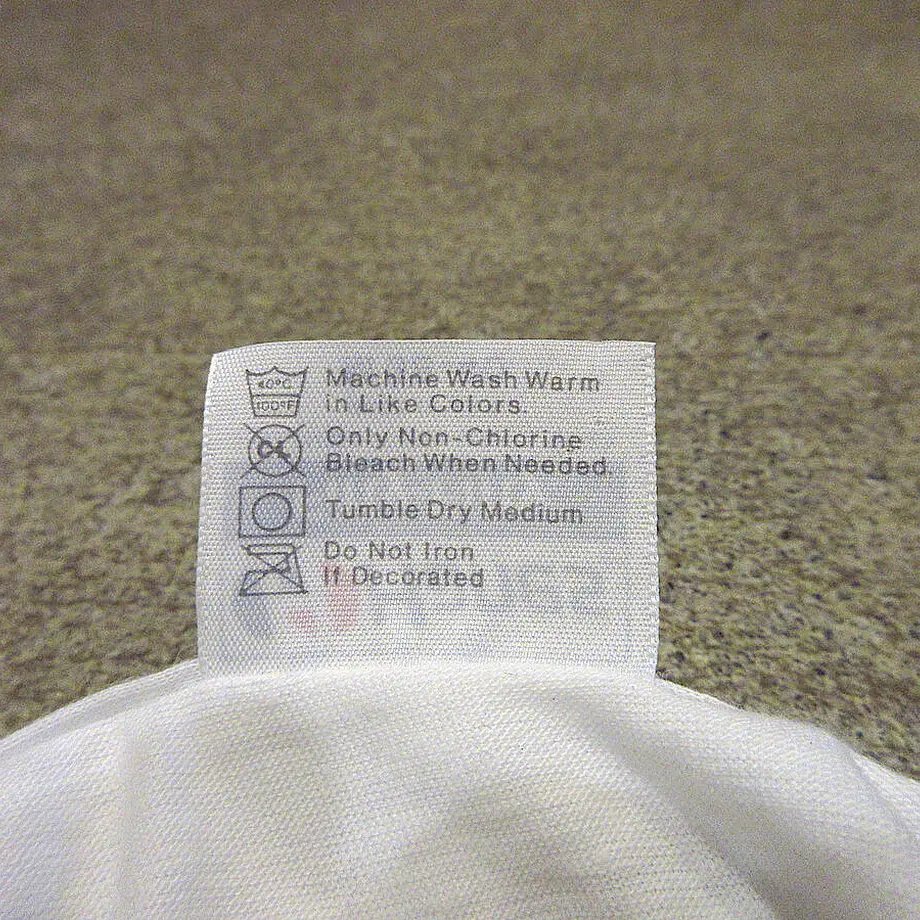 40°C
100°F
Machine Wash Warm
in Like Colors.
Only Non-Chlorine
Bleach When Needed.
Tumble Dry Medium
Do Not Iron
If Decorated